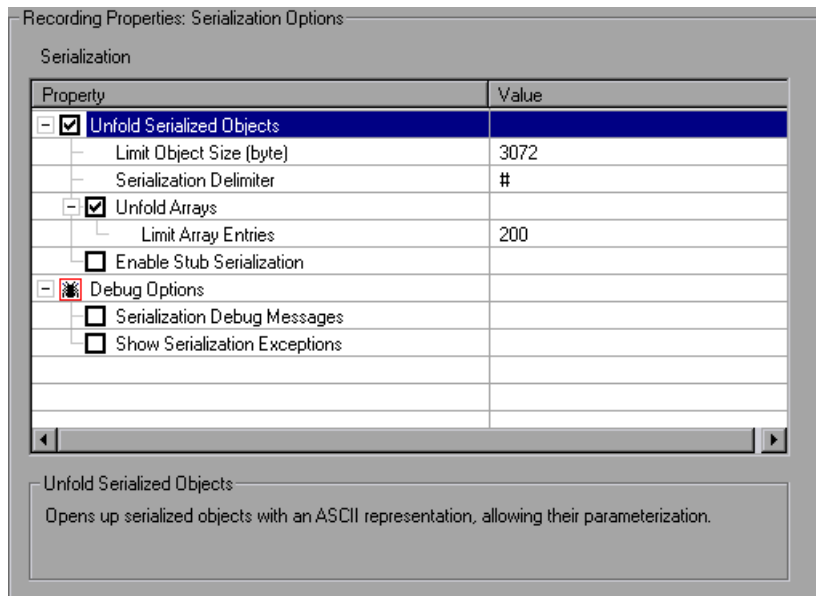 Recording Properties: Serialization Options
Serialization
Property Value
Unfold Serialized Objects
Limit Object Size (byte) 3072
Serialization Delimiter #
Unfold Arrays
Limit Array Entries 200
Enable Stub Serialization
Debug Options
Serialization Debug Messages
Show Serialization Exceptions
Unfold Serialized Objects
Opens up serialized objects with an ASCII representation, allowing their parameterization.